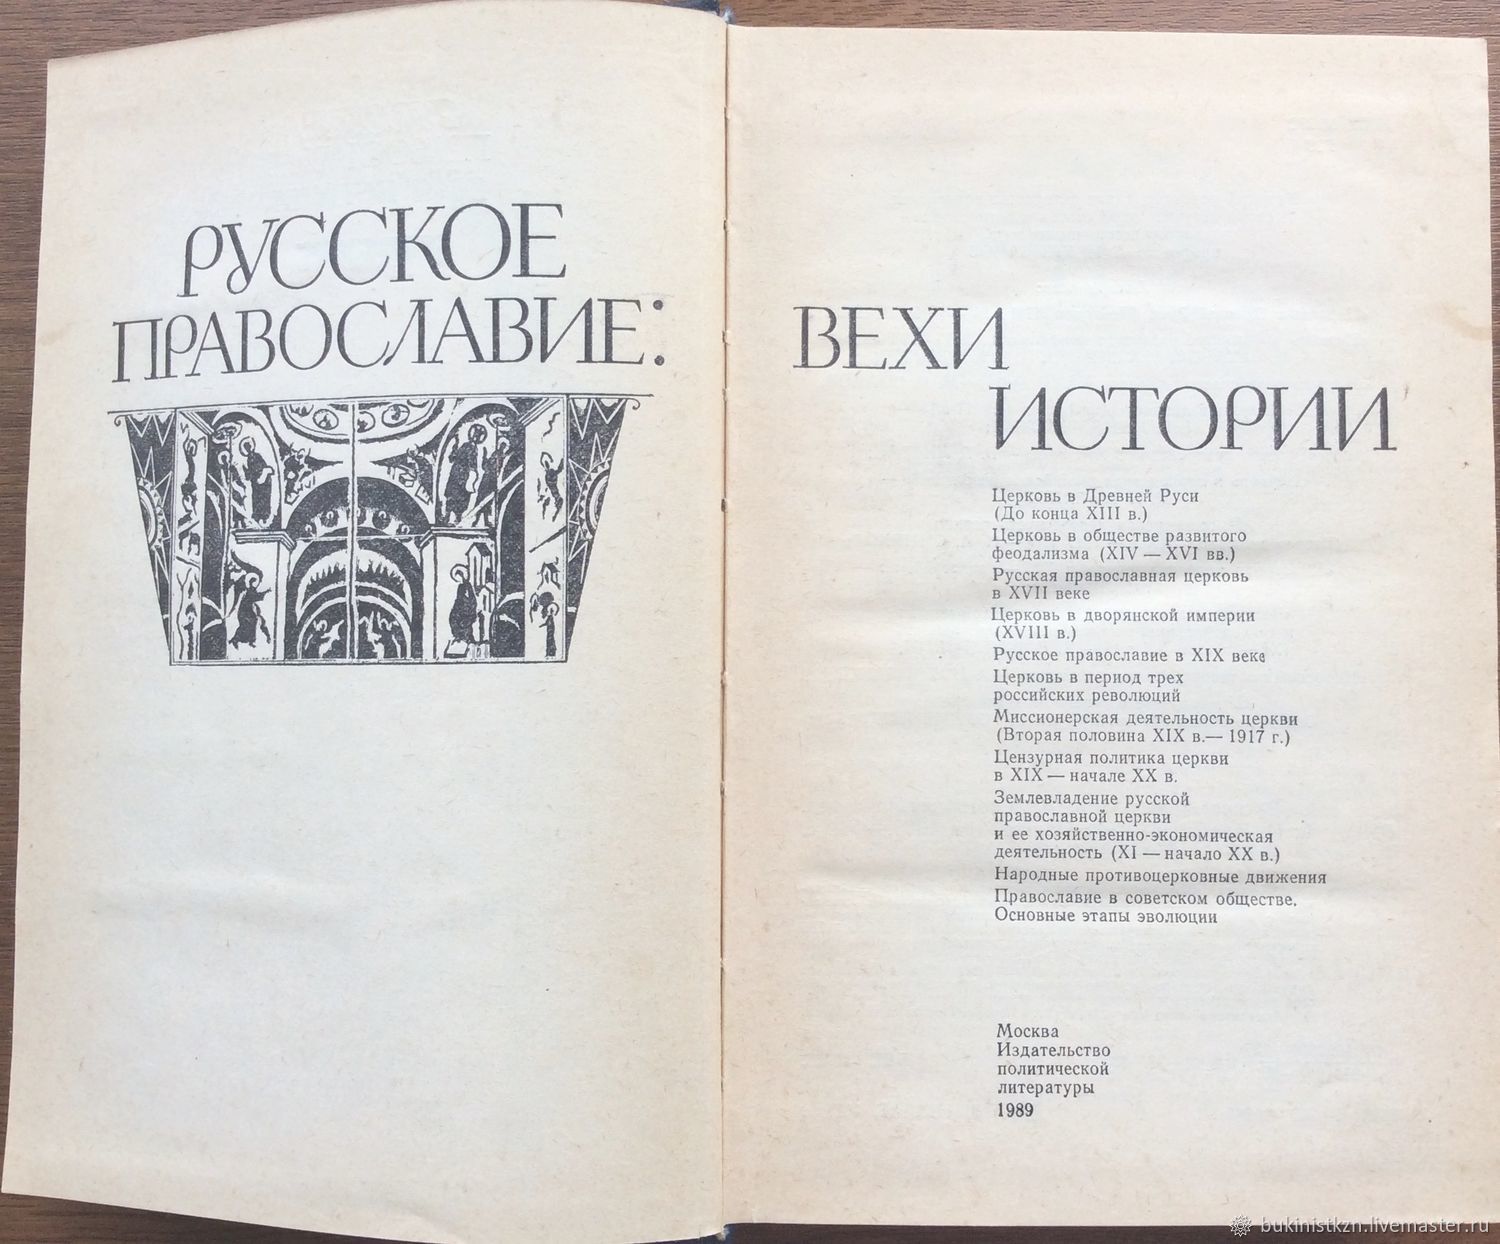 РУССКОЕ
ПРАВОСЛАВИЕ:
ВЕХИ
ИСТОРИИ
Церковь в Древней Руси
(До конца XIII в.)
Церковь в обществе развитого
феодализма (XIV — XVI вв.)
Русская православная церковь
в XVII веке
Церковь в дворянской империи
(XVIII в.)
Русское православие в XIX веке
Церковь в период трех
российских революций
Миссионерская деятельность церкви
(Вторая половина XIX в.— 1917 г.)
Цензурная политика церкви
в XIX — начале XX в.
Землевладение русской
православной церкви
и ее хозяйственно-экономическая
деятельность (XI — начало XX в.)
Народные противоцерковные движения
Православие в советском обществе.
Основные этапы эволюции
Москва
Издательство
политической
литературы
1989
bukinistkzn.livemaster.ru